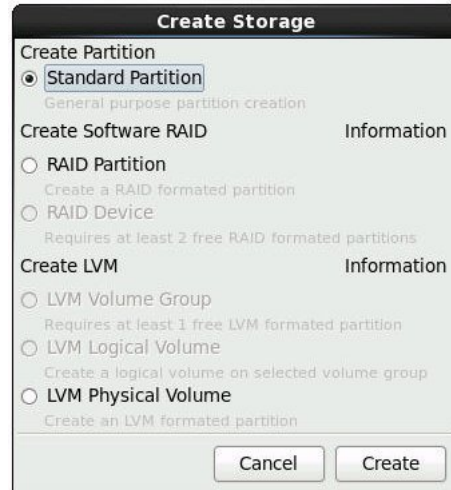 Create Storage
Create Partition
Standard Partition
General purpose partition creation
Create Software RAID Information
RAID Partition
Create a RAID formated partition
RAID Device
Requires at least 2 free RAID formated partitions
Create LVM Information
LVM Volume Group
Requires at least 1 free LVM formated partition
LVM Logical Volume
Create a logical volume on selected volume group
LVM Physical Volume
Create an LVM formated partition
Cancel Create